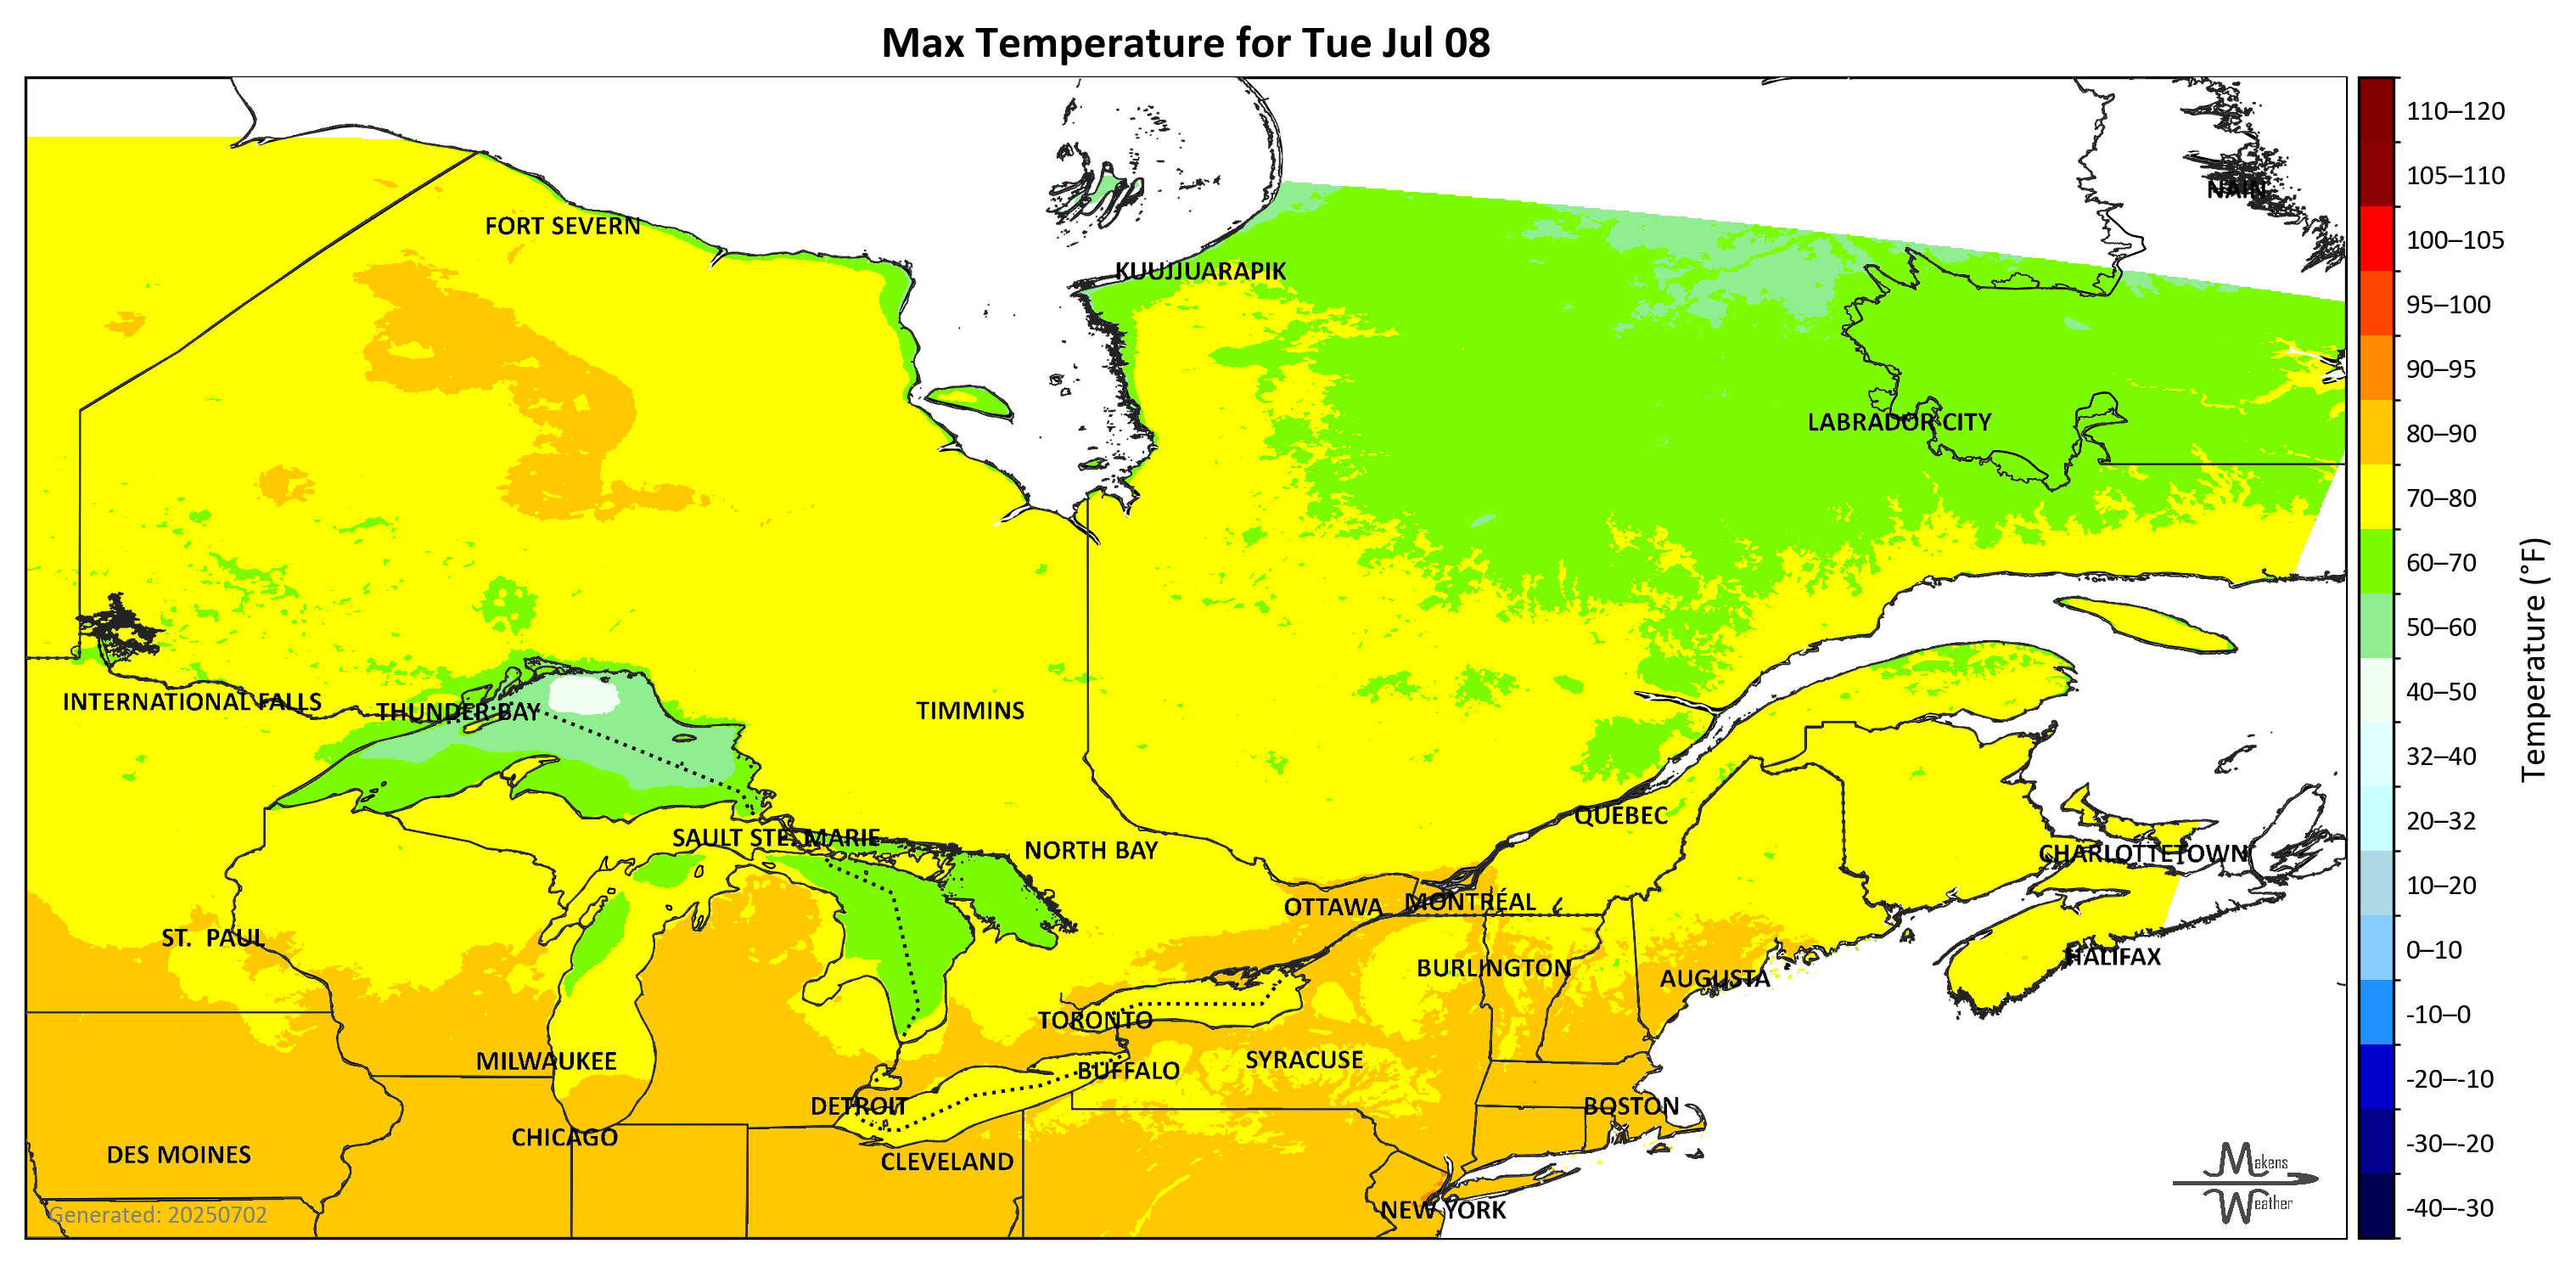 Max Temperature for Tue Jul 08
110–120
105–110
NAIN
FORT SEVERN
100–105
KUUJJUARAPIK
95–100
90–95
LABRADOR CITY
80–90
70–80
60–70
50–60
Temperature (°F)
40–50
INTERNATIONAL FALLS
THUNDER BAY
TIMMINS
32–40
QUÉBEC
20–32
SAULT STE. MARIE
NORTH BAY
CHARLOTTETOWN
10–20
OTTAWA
MONTRÉAL
ST. PAUL
0–10
HALIFAX
BURLINGTON
AUGUSTA
-10–0
TORONTO
MILWAUKEE
SYRACUSE
BUFFALO
-20–-10
DETROIT
BOSTON
CHICAGO
-30–-20
DES MOINES
CLEVELAND
Makens
Weather
NEW YORK
-40–-30
Generated: 20250702